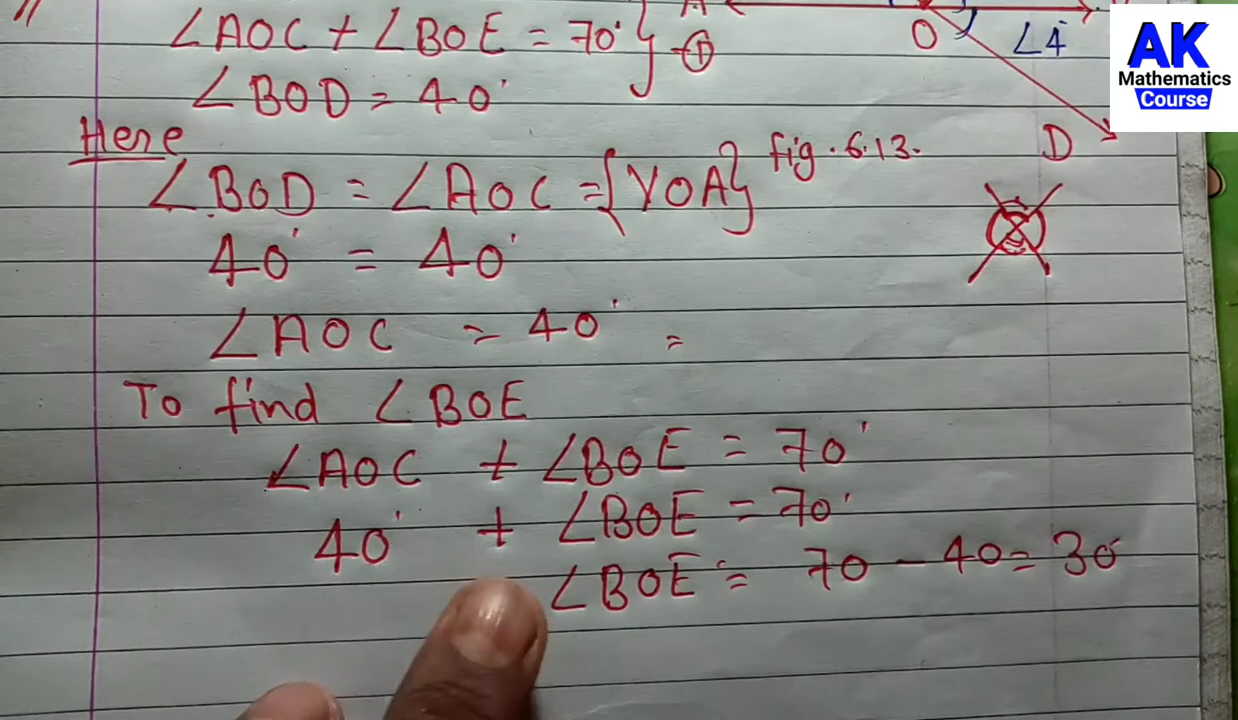 ∠AOC + ∠BOE = 70° } - ①
∠BOD = 40°
A
O
∠4
D
fig. 6.13.
Here
∠BOD = ∠AOC = {VOA}
40° = 40°
∠AOC = 40° =
To find ∠BOE
∠AOC + ∠BOE = 70°
40° + ∠BOE = 70°
∠BOE = 70 - 40 = 30°
AK
Mathematics
Course